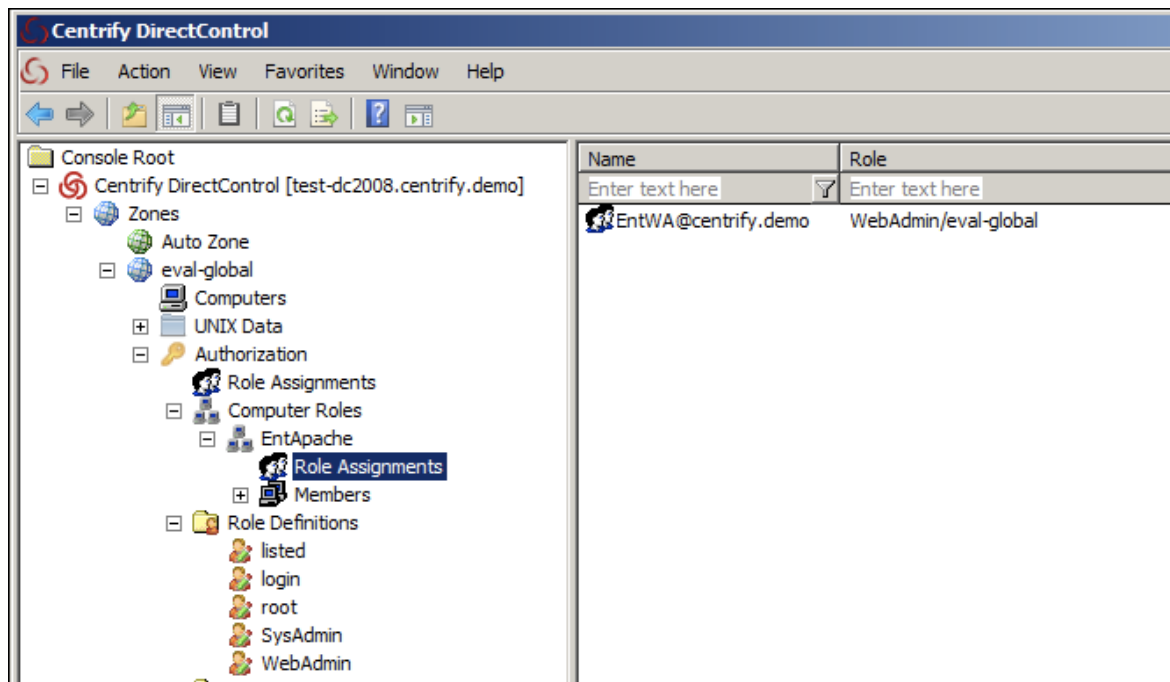 Centrify DirectControl
File Action View Favorites Window Help
Console Root
Centrify DirectControl [test-dc2008.centrify.demo]
Zones
Auto Zone
eval-global
Computers
UNIX Data
Authorization
Role Assignments
Computer Roles
EntApache
Role Assignments
Members
Role Definitions
listed
login
root
SysAdmin
WebAdmin
Name Role
Enter text here Enter text here
EntWA@centrify.demo WebAdmin/eval-global